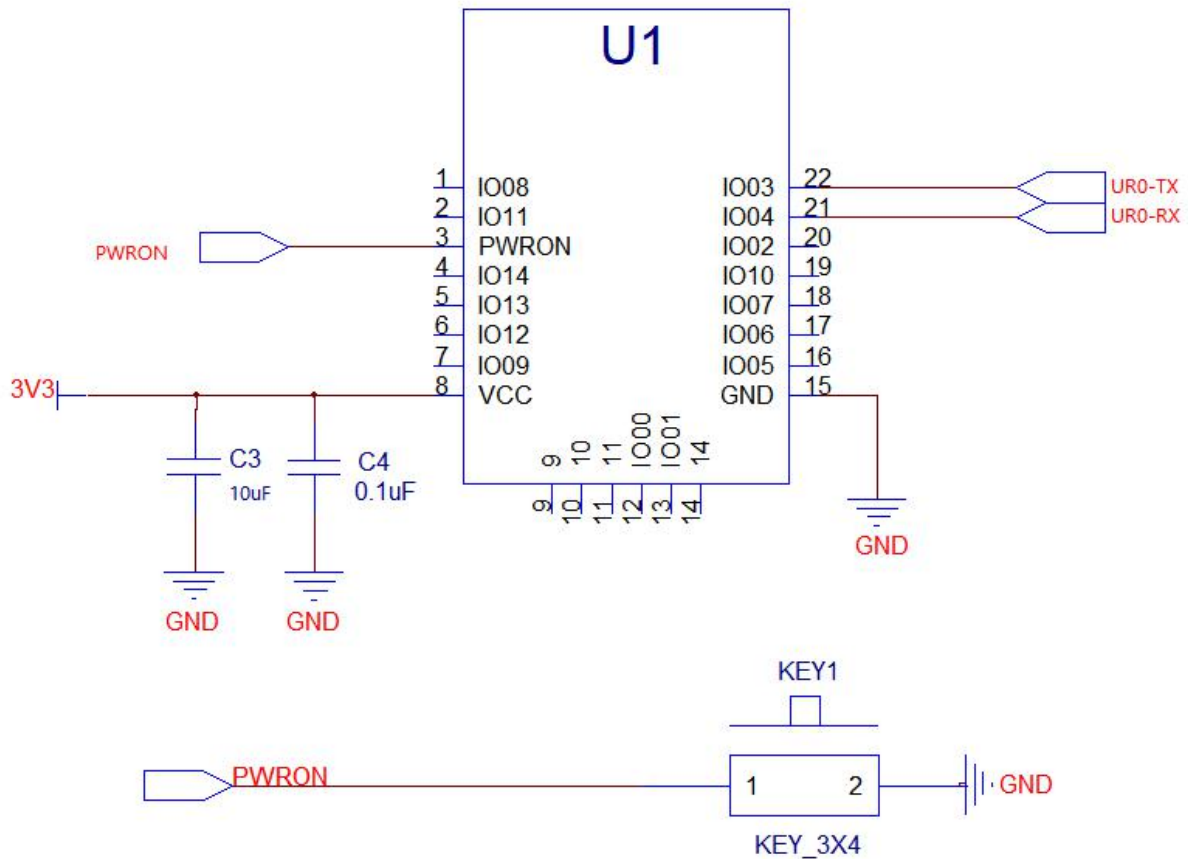 U1
1 IO08 IO03 22 UR0-TX
2 IO11 IO04 21 UR0-RX
PWRON 3 PWRON IO02 20
4 IO14 IO10 19
5 IO13 IO07 18
6 IO12 IO06 17
7 IO09 IO05 16
3V3 8 VCC GND 15
9 10 11 IO00 IO01 14
9 10 11 12 13 14
C3 C4
10uF 0.1uF
GND
GND GND
KEY1
PWRON 1 2 GND
KEY_3X4